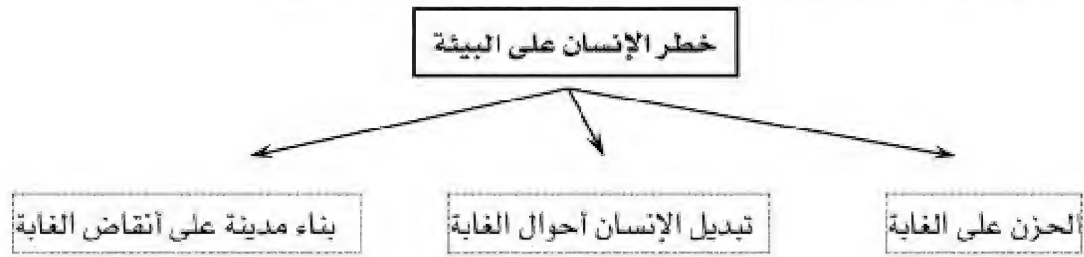 خطر الإنسان على البيئة
الحزن على الغابة
تبديل الإنسان أحوال الغابة
بناء مدينة على أنقاض الغابة